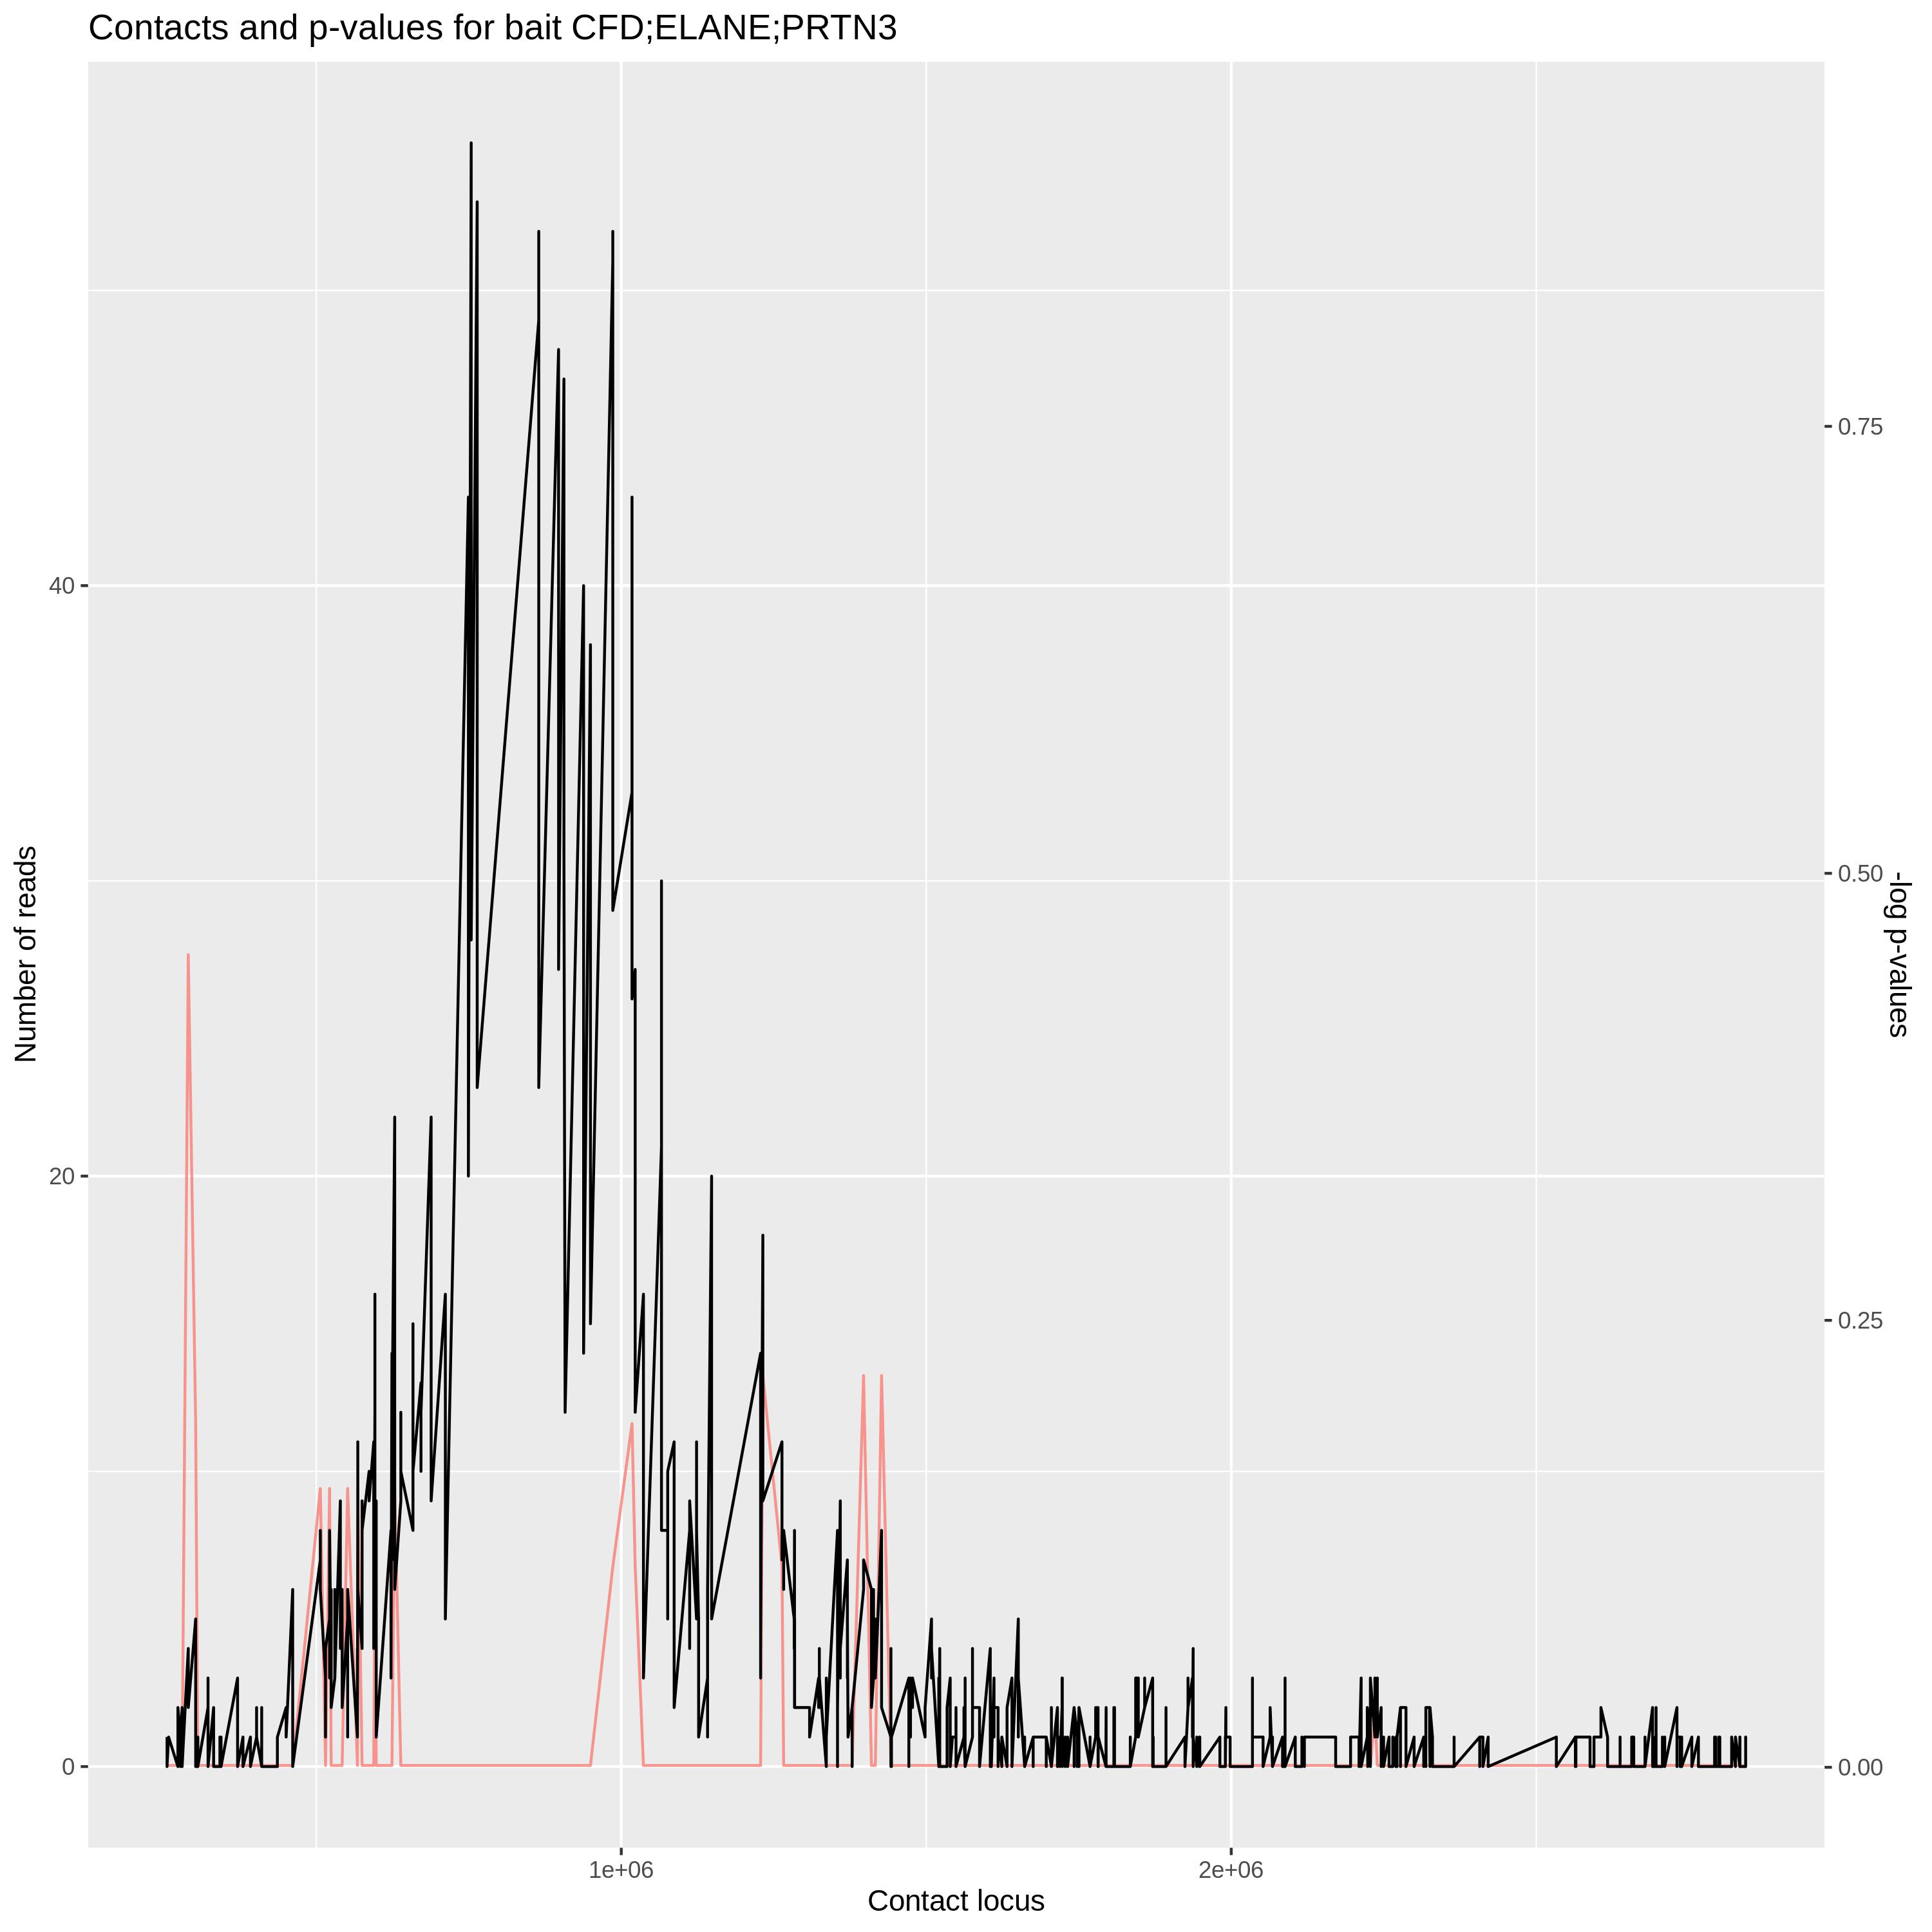 Contacts and p-values for bait CFD;ELANE;PRTN3
Number of reads
40
20
0
0.75
0.50
0.25
0.00
-log p-values
1e+06
2e+06
Contact locus